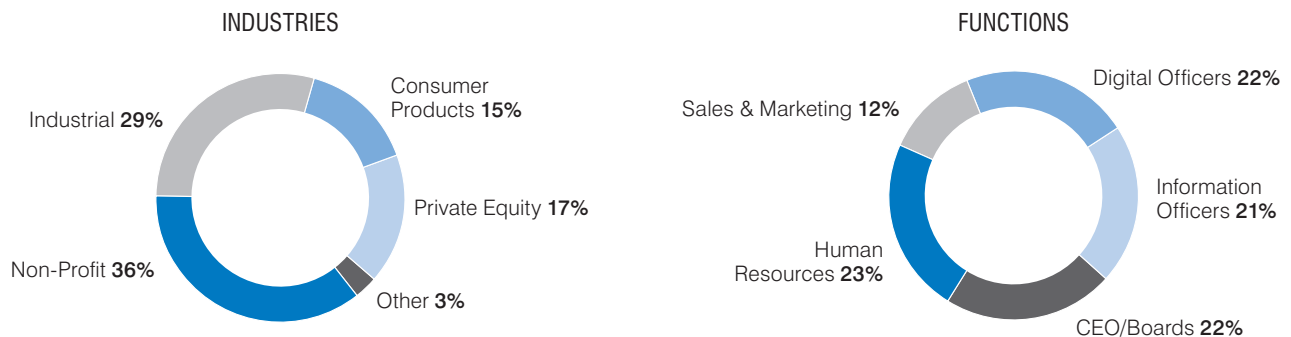 INDUSTRIES
Consumer
Products 15%
Industrial 29%
Private Equity 17%
Non-Profit 36%
Other 3%
FUNCTIONS
Digital Officers 22%
Sales & Marketing 12%
Information
Officers 21%
Human
Resources 23%
CEO/Boards 22%